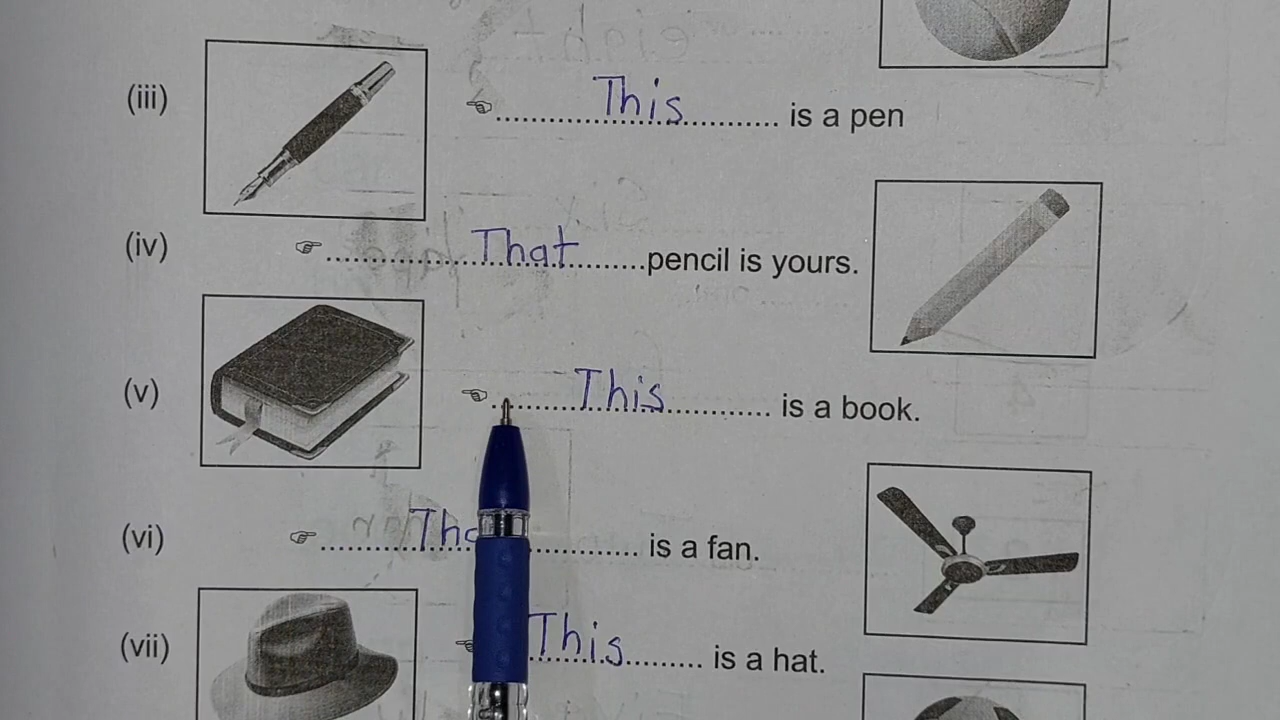 (iii) This is a pen
(iv) That pencil is yours.
(v) This is a book.
(vi) is a fan.
(vii) This is a hat.